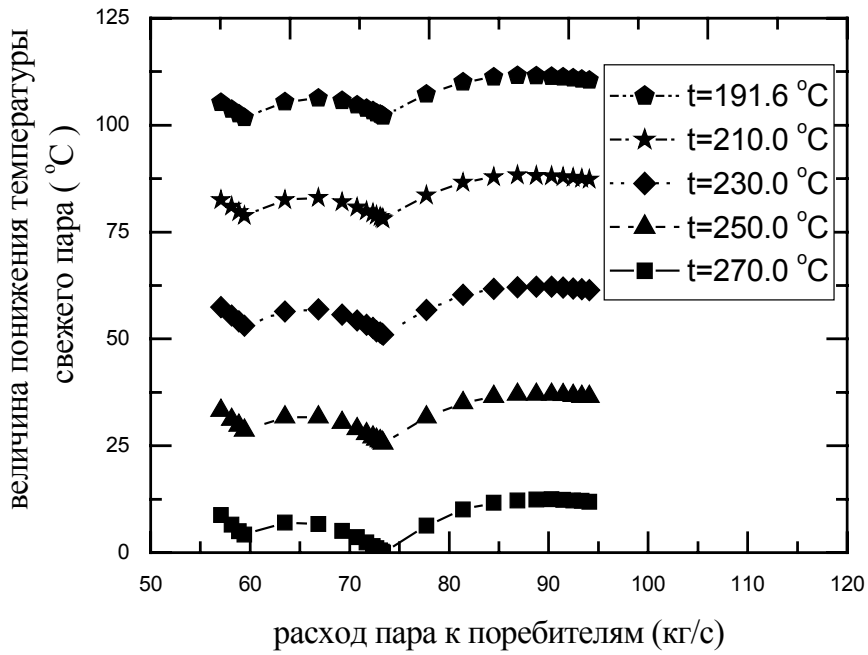 величина понижения температуры
свежего пара ( °C)
125
100
75
50
25
0
50 60 70 80 90 100 110 120
расход пара к поребителям (кг/с)
t=191.6 °C
t=210.0 °C
t=230.0 °C
t=250.0 °C
t=270.0 °C